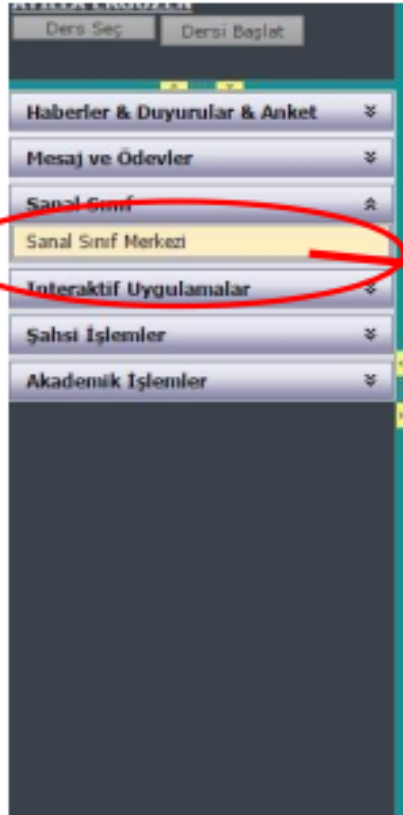 Ders Seç
Dersi Başlat
Haberler & Duyurular & Anket
Mesaj ve Ödevler
Sanal Sınıf
Sanal Sınıf Merkezi
Interaktif Uygulamalar
Şahsi İşlemler
Akademik İşlemler